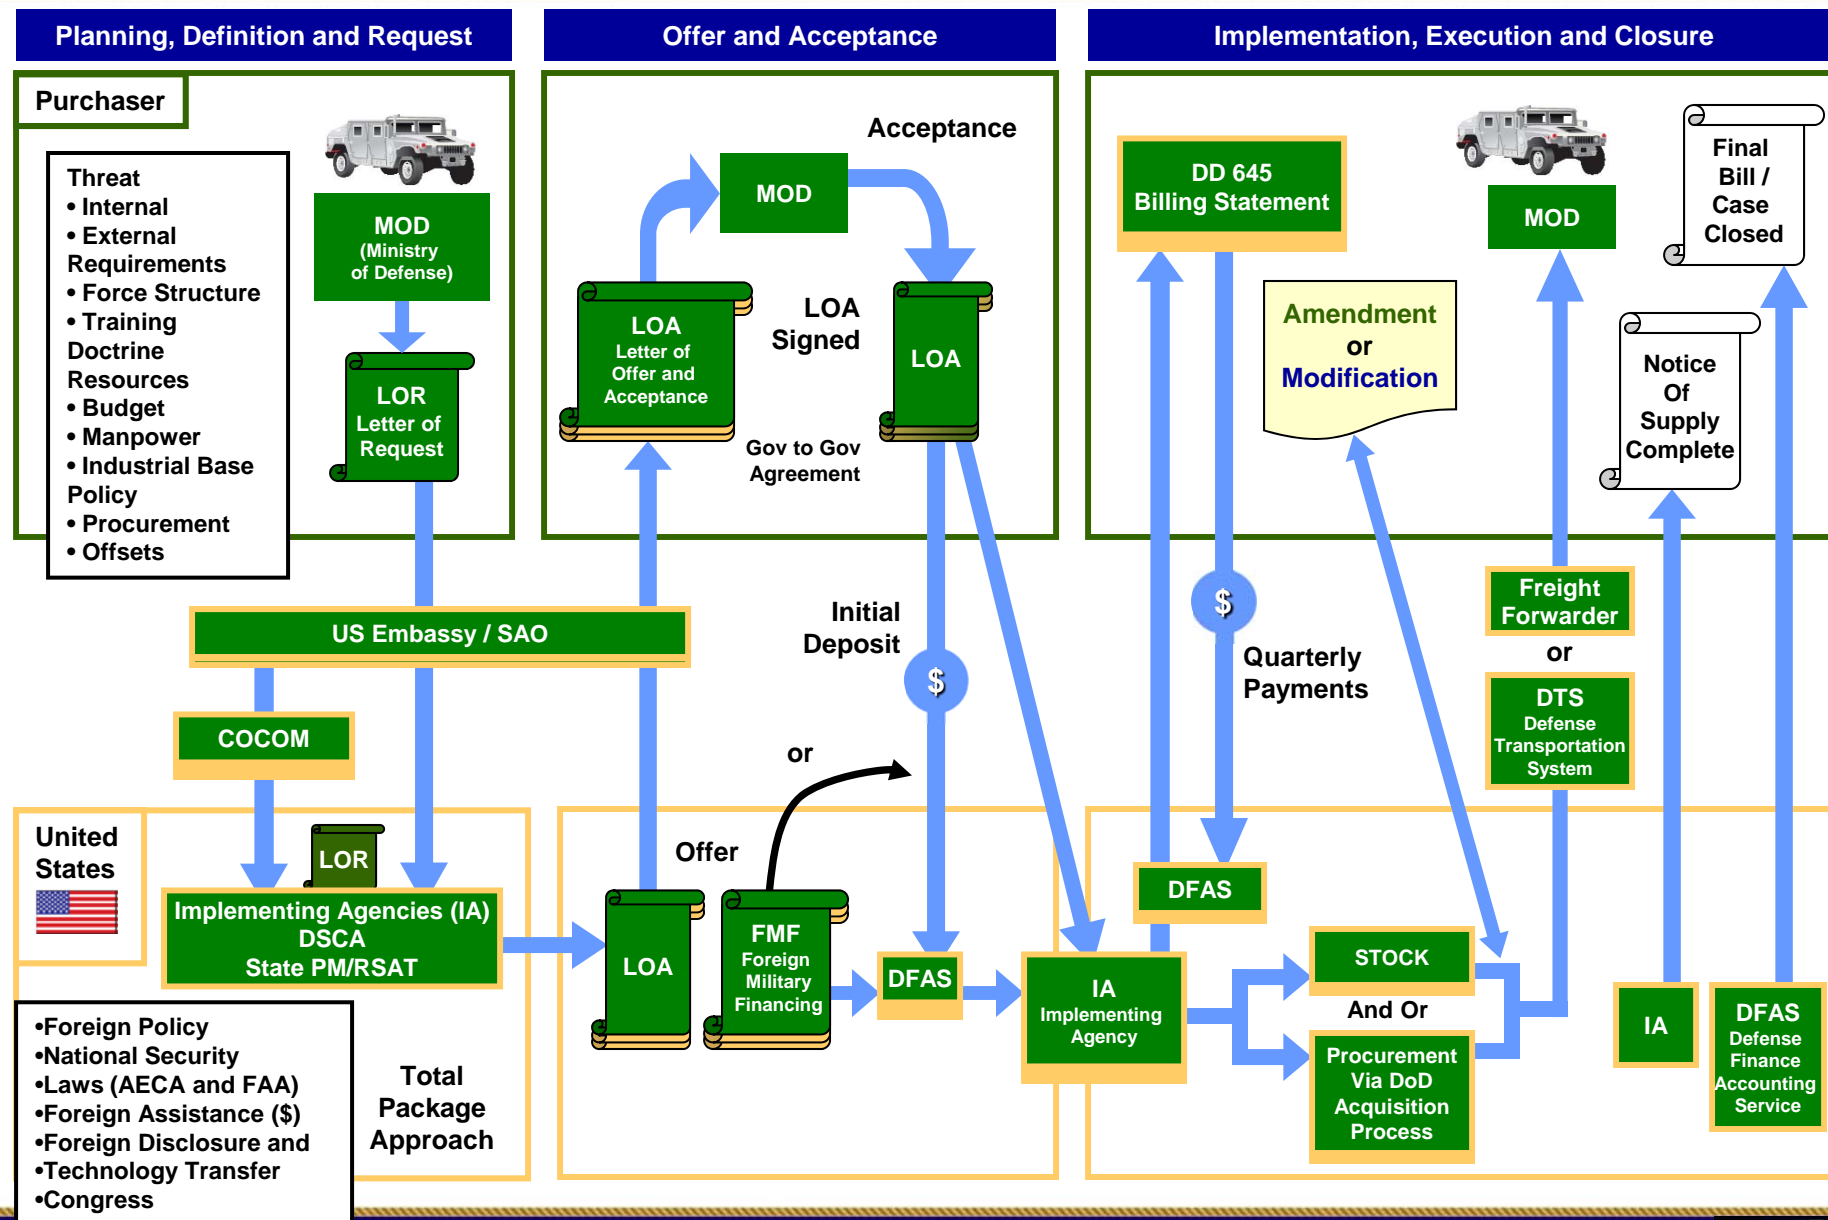 Planning, Definition and Request
Offer and Acceptance
Implementation, Execution and Closure
Purchaser
Threat
• Internal
• External
Requirements
• Force Structure
• Training
Doctrine
Resources
• Budget
• Manpower
• Industrial Base
Policy
• Procurement
• Offsets
MOD
(Ministry
of Defense)
LOR
Letter of
Request
US Embassy / SAO
COCOM
United
States
LOR
Implementing Agencies (IA)
DSCA
State PM/RSAT
•Foreign Policy
•National Security
•Laws (AECA and FAA)
•Foreign Assistance ($)
•Foreign Disclosure and
•Technology Transfer
•Congress
Total
Package
Approach
Acceptance
MOD
LOA
Letter of
Offer and
Acceptance
LOA
Signed
LOA
Gov to Gov
Agreement
Initial
Deposit
$
or
Offer
LOA
FMF
Foreign
Military
Financing
DFAS
IA
Implementing
Agency
DD 645
Billing Statement
Amendment
or
Modification
$
Quarterly
Payments
DFAS
STOCK
And Or
Procurement
Via DoD
Acquisition
Process
MOD
Freight
Forwarder
or
DTS
Defense
Transportation
System
Final
Bill /
Case
Closed
Notice
Of
Supply
Complete
IA
DFAS
Defense
Finance
Accounting
Service